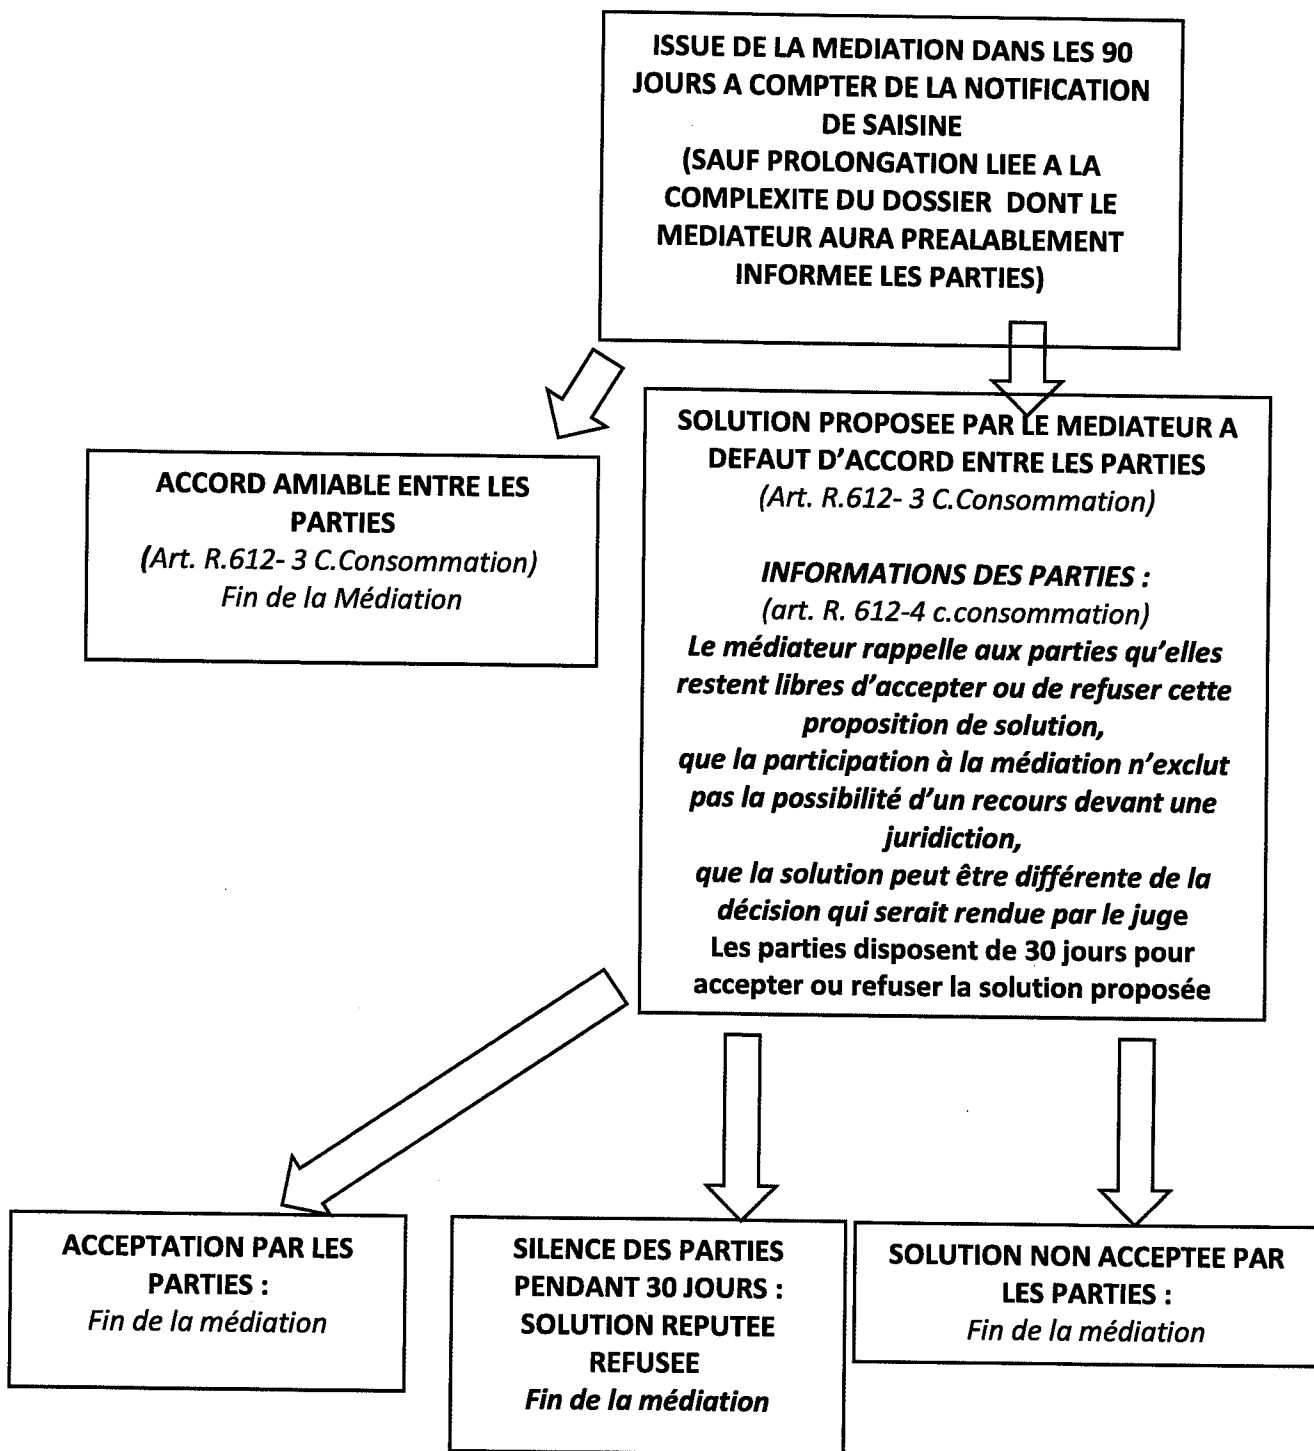 ISSUE DE LA MEDIATION DANS LES 90
JOURS A COMPTER DE LA NOTIFICATION
DE SAISINE
(SAUF PROLONGATION LIEE A LA
COMPLEXITE DU DOSSIER DONT LE
MEDIATEUR AURA PREALABLEMENT
INFORMEE LES PARTIES)
ACCORD AMIABLE ENTRE LES
PARTIES
(Art. R.612- 3 C.Consommation)
Fin de la Médiation
SOLUTION PROPOSEE PAR LE MEDIATEUR A
DEFAUT D'ACCORD ENTRE LES PARTIES
(Art. R.612- 3 C.Consommation)
INFORMATIONS DES PARTIES :
(art. R. 612-4 c.consommation)
Le médiateur rappelle aux parties qu'elles
restent libres d'accepter ou de refuser cette
proposition de solution,
que la participation à la médiation n'exclut
pas la possibilité d'un recours devant une
juridiction,
que la solution peut être différente de la
décision qui serait rendue par le juge
Les parties disposent de 30 jours pour
accepter ou refuser la solution proposée
ACCEPTATION PAR LES
PARTIES :
Fin de la médiation
SILENCE DES PARTIES
PENDANT 30 JOURS :
SOLUTION REPUTEE
REFUSEE
Fin de la médiation
SOLUTION NON ACCEPTEE PAR
LES PARTIES :
Fin de la médiation